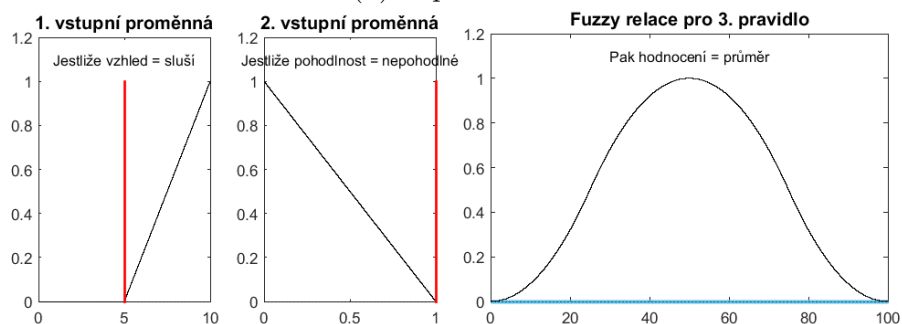 1. vstupní proměnná
Jestliže vzhled = sluší
1.2
1
0.8
0.6
0.4
0.2
0
0 5 10
2. vstupní proměnná
Jestliže pohodlnost = nepohodlné
1.2
1
0.8
0.6
0.4
0.2
0
0 0.5 1
Fuzzy relace pro 3. pravidlo
Pak hodnocení = průměr
1.2
1
0.8
0.6
0.4
0.2
0
0 20 40 60 80 100